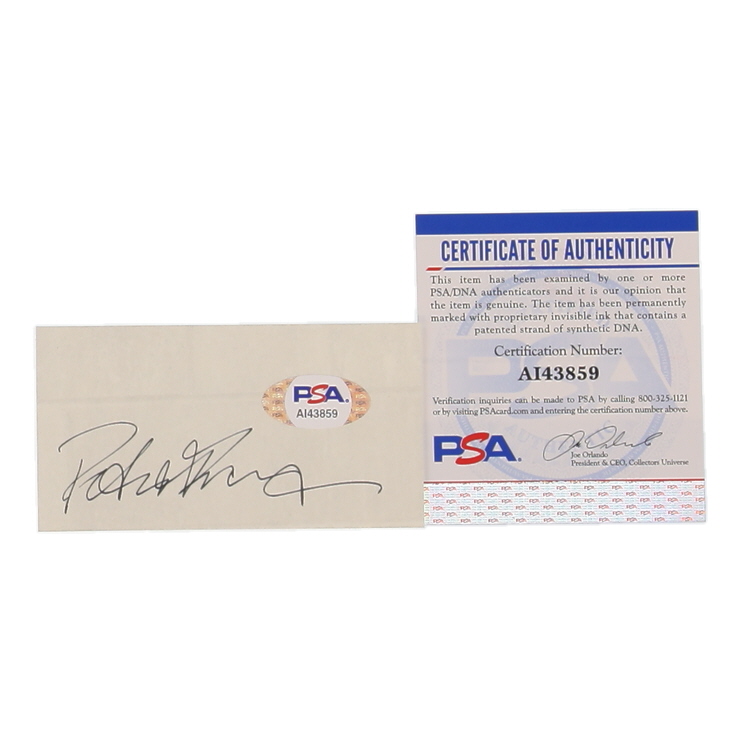 PSA.
AI43859
CERTIFICATE OF AUTHENTICITY
This item has been examined by one or more
PSA/DNA authenticators and it is our opinion that
the item is genuine. The item has been permanently
marked with proprietary invisible ink that contains a
patented strand of synthetic DNA.
Certification Number:
AI43859
Verification inquiries can be made to PSA by calling 800-325-1121
or by visiting PSAcard.com and entering the certification number above.
PSA.
Joe Orlando
President & CEO, Collectors Universe